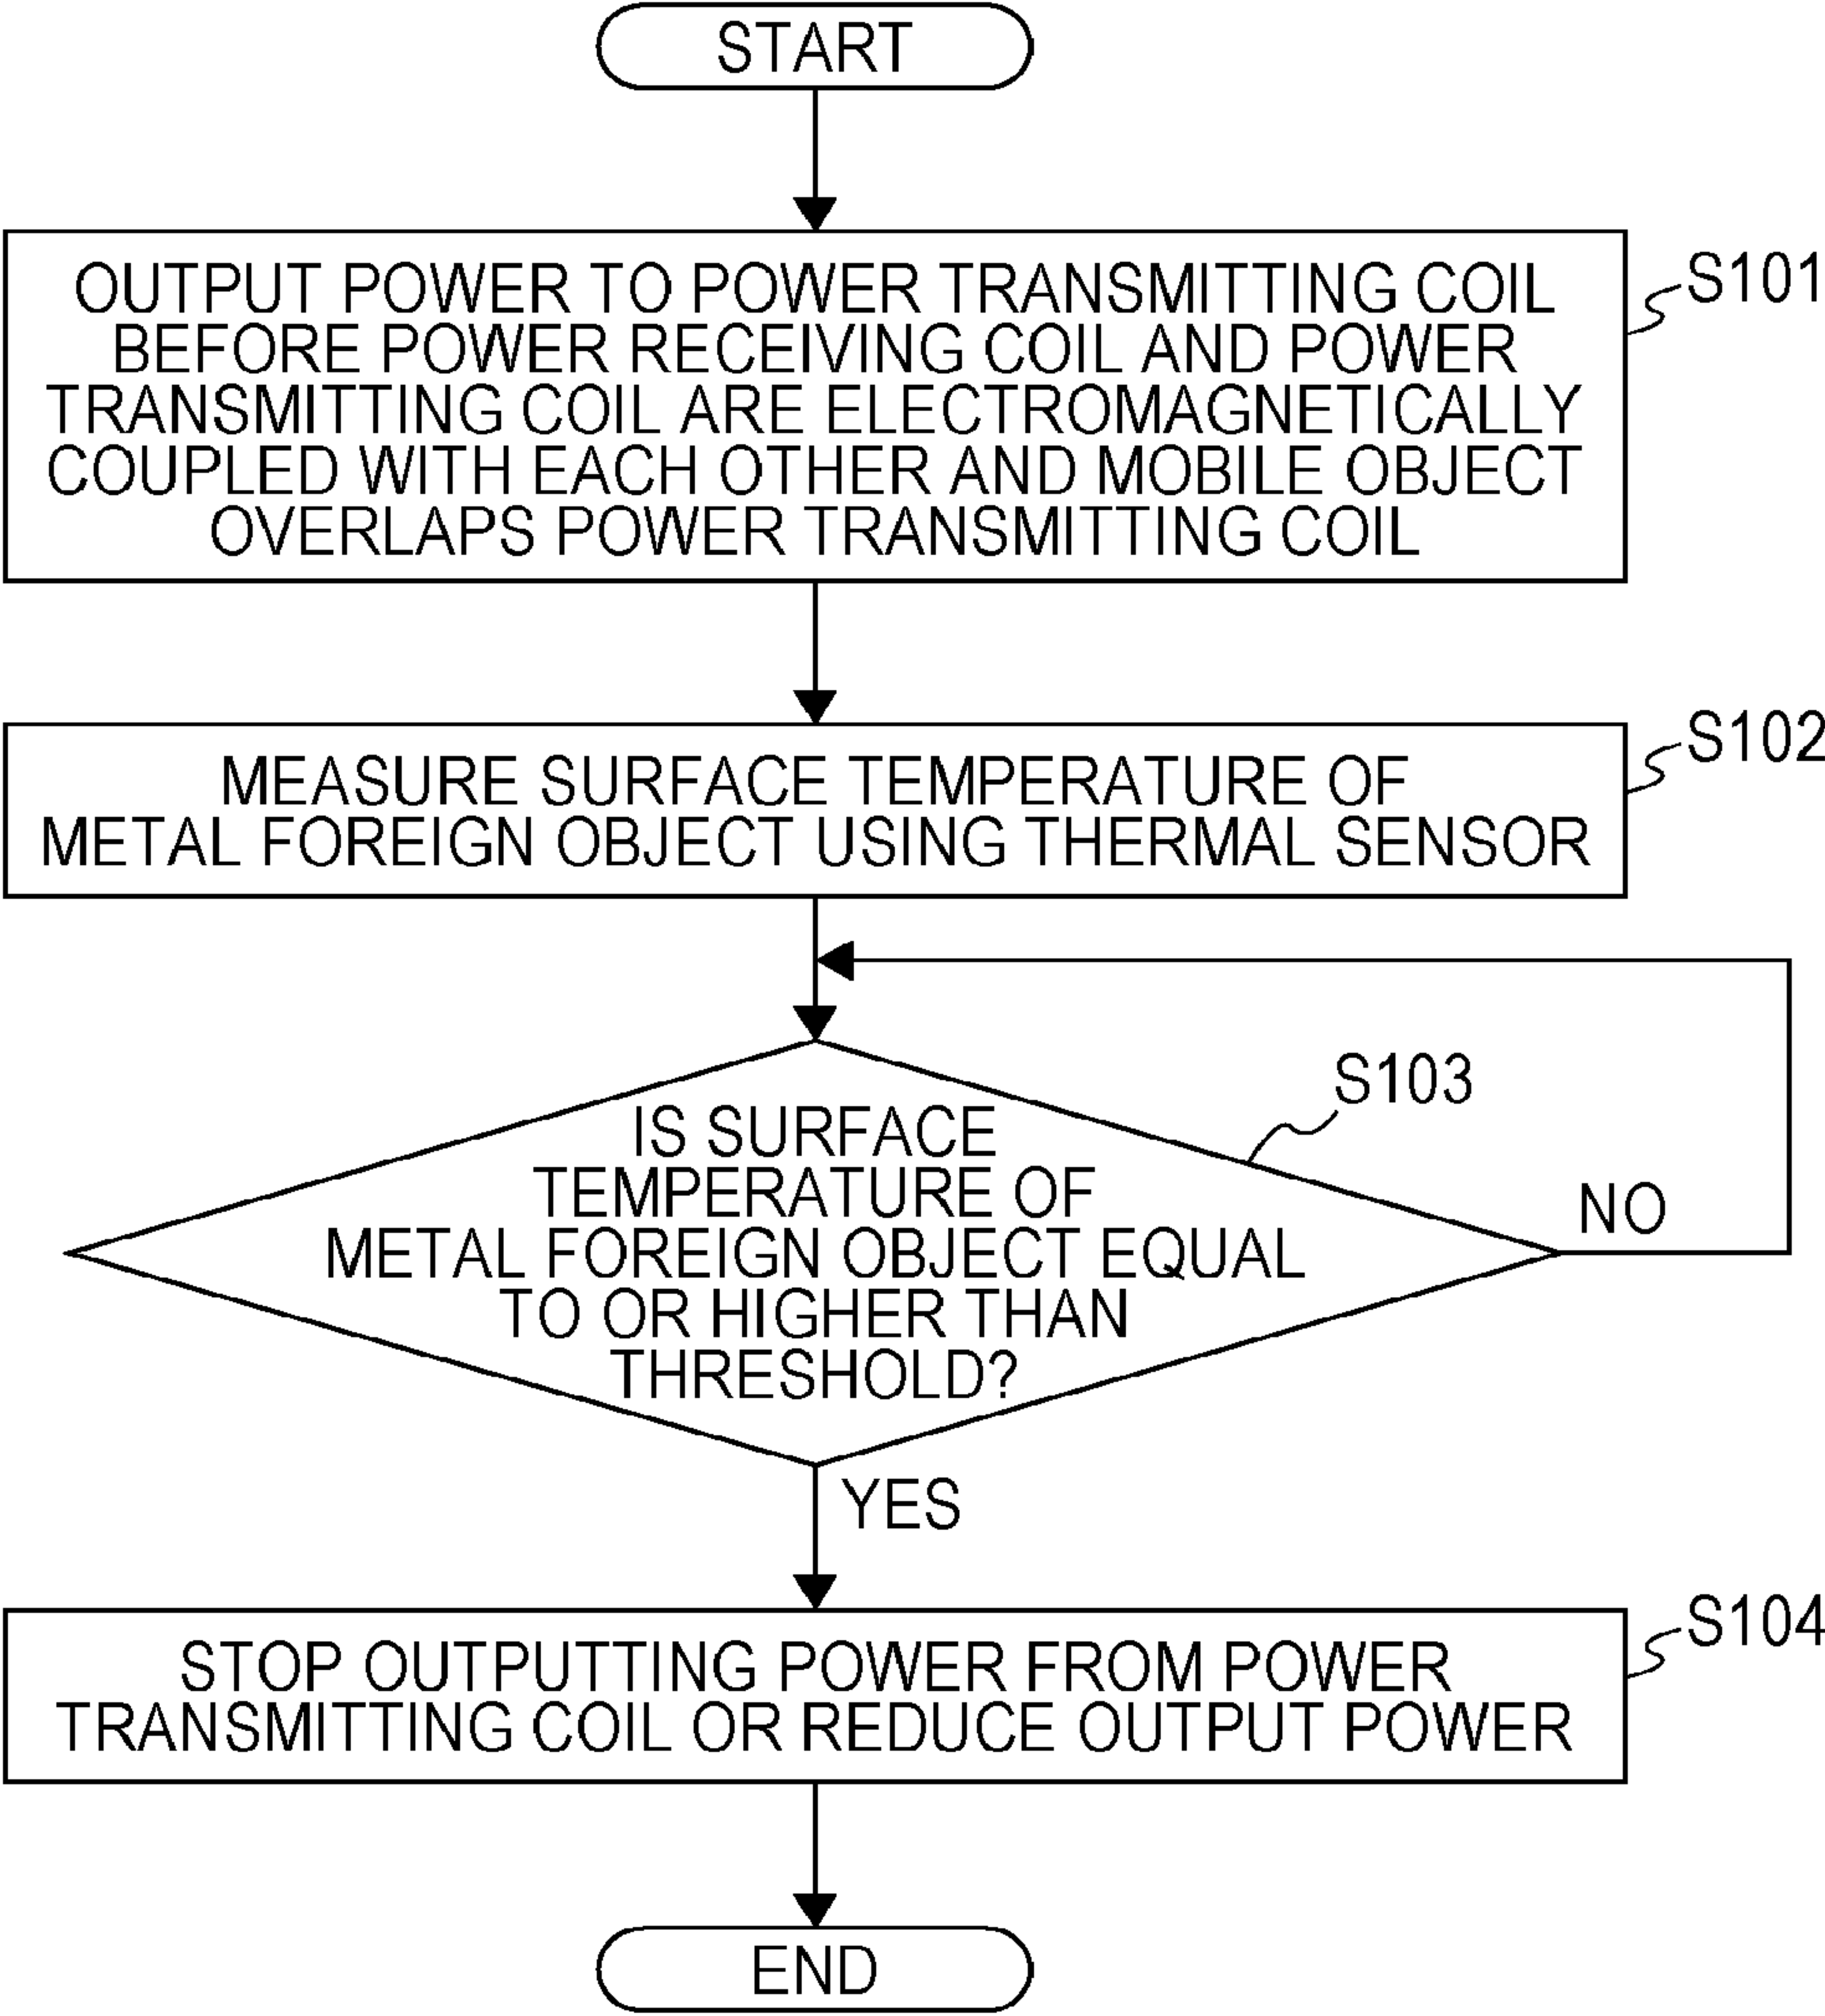 START
OUTPUT POWER TO POWER TRANSMITTING COIL
BEFORE POWER RECEIVING COIL AND POWER
TRANSMITTING COIL ARE ELECTROMAGNETICALLY
COUPLED WITH EACH OTHER AND MOBILE OBJECT
OVERLAPS POWER TRANSMITTING COIL
S101
MEASURE SURFACE TEMPERATURE OF
METAL FOREIGN OBJECT USING THERMAL SENSOR
S102
IS SURFACE
TEMPERATURE OF
METAL FOREIGN OBJECT EQUAL
TO OR HIGHER THAN
THRESHOLD?
S103
NO
YES
STOP OUTPUTTING POWER FROM POWER
TRANSMITTING COIL OR REDUCE OUTPUT POWER
S104
END